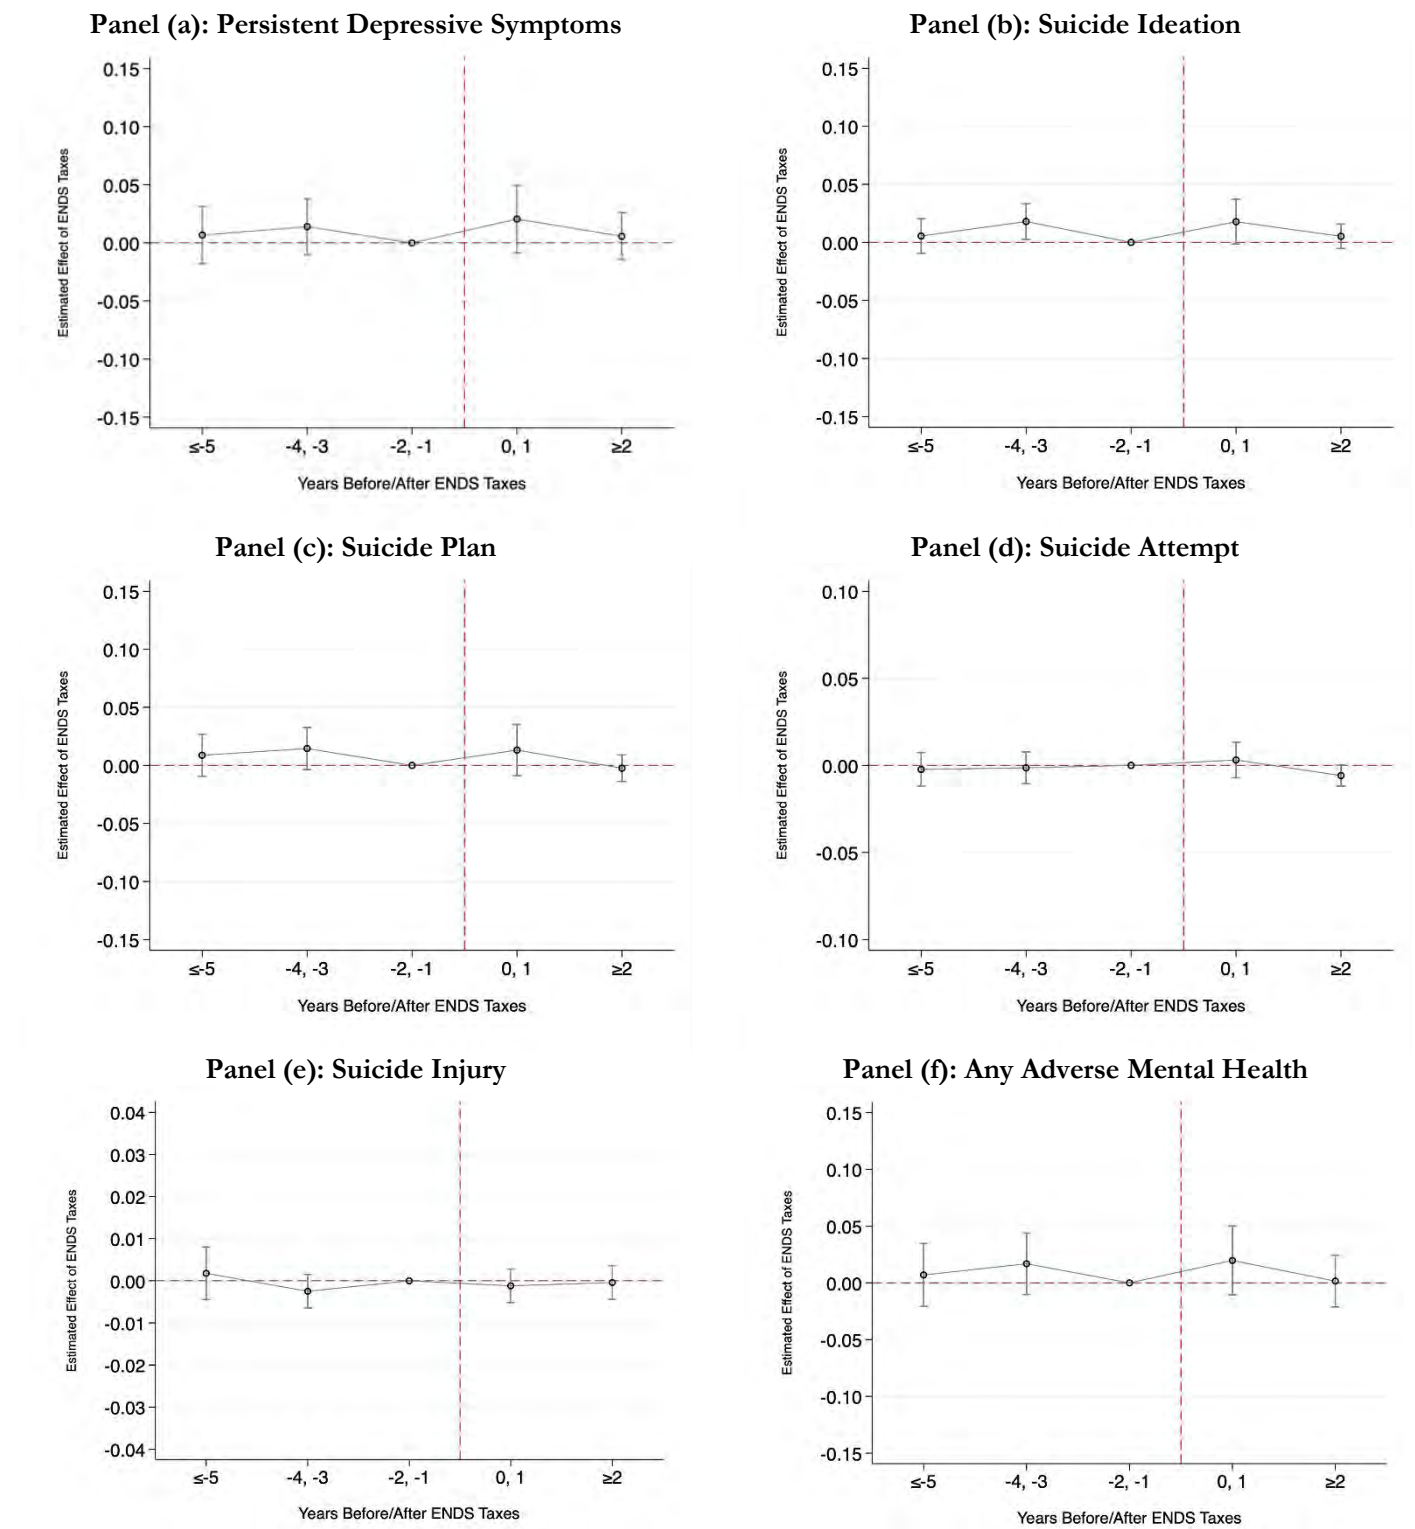 Panel (a): Persistent Depressive Symptoms
Estimated Effect of ENDS Taxes
0.15
0.10
0.05
0.00
-0.05
-0.10
-0.15
≤-5 -4, -3 -2, -1 0, 1 ≥2
Years Before/After ENDS Taxes
Panel (b): Suicide Ideation
Estimated Effect of ENDS Taxes
0.15
0.10
0.05
0.00
-0.05
-0.10
-0.15
≤-5 -4, -3 -2, -1 0, 1 ≥2
Years Before/After ENDS Taxes
Panel (c): Suicide Plan
Estimated Effect of ENDS Taxes
0.15
0.10
0.05
0.00
-0.05
-0.10
-0.15
≤-5 -4, -3 -2, -1 0, 1 ≥2
Years Before/After ENDS Taxes
Panel (d): Suicide Attempt
Estimated Effect of ENDS Taxes
0.10
0.05
0.00
-0.05
-0.10
≤-5 -4, -3 -2, -1 0, 1 ≥2
Years Before/After ENDS Taxes
Panel (e): Suicide Injury
Estimated Effect of ENDS Taxes
0.04
0.03
0.02
0.01
0.00
-0.01
-0.02
-0.03
-0.04
≤-5 -4, -3 -2, -1 0, 1 ≥2
Years Before/After ENDS Taxes
Panel (f): Any Adverse Mental Health
Estimated Effect of ENDS Taxes
0.15
0.10
0.05
0.00
-0.05
-0.10
-0.15
≤-5 -4, -3 -2, -1 0, 1 ≥2
Years Before/After ENDS Taxes